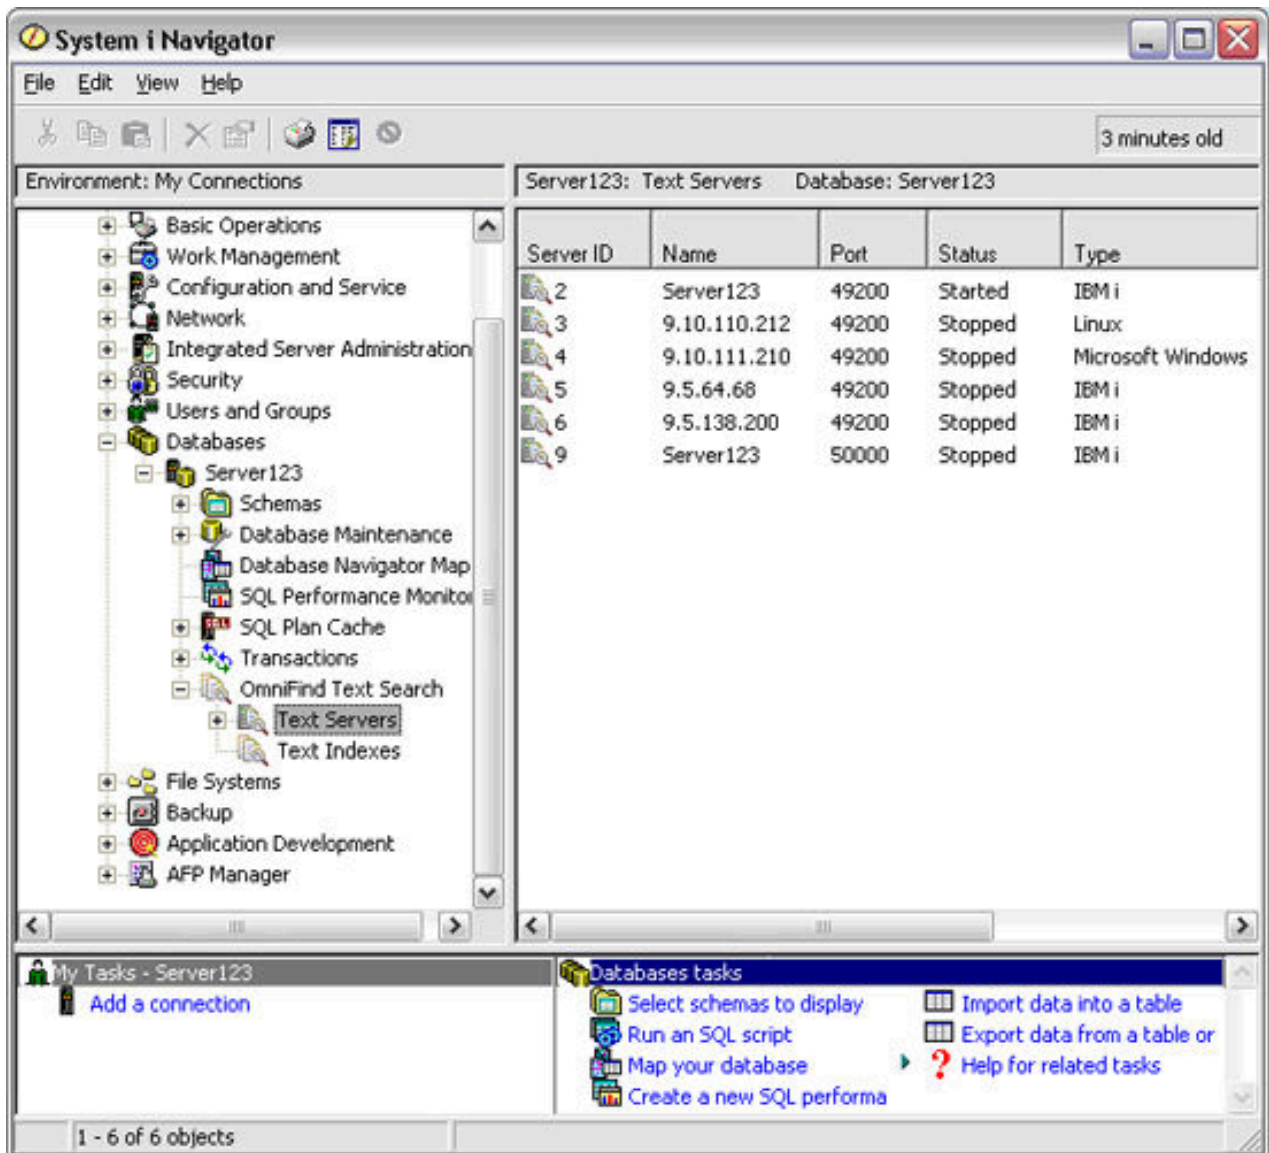 System i Navigator
File Edit View Help
3 minutes old
Environment: My Connections
Server123: Text Servers Database: Server123
Basic Operations
Work Management
Configuration and Service
Network
Integrated Server Administration
Security
Users and Groups
Databases
Server123
Schemas
Database Maintenance
Database Navigator Map
SQL Performance Monitor
SQL Plan Cache
Transactions
OmniFind Text Search
Text Servers
Text Indexes
File Systems
Backup
Application Development
AFP Manager
Server ID Name Port Status Type
2 Server123 49200 Started IBM i
3 9.10.110.212 49200 Stopped Linux
4 9.10.111.210 49200 Stopped Microsoft Windows
5 9.5.64.68 49200 Stopped IBM i
6 9.5.138.200 49200 Stopped IBM i
9 Server123 50000 Stopped IBM i
My Tasks - Server123
Add a connection
Databases tasks
Select schemas to display
Run an SQL script
Map your database
Create a new SQL performa
Import data into a table
Export data from a table or
Help for related tasks
1 - 6 of 6 objects